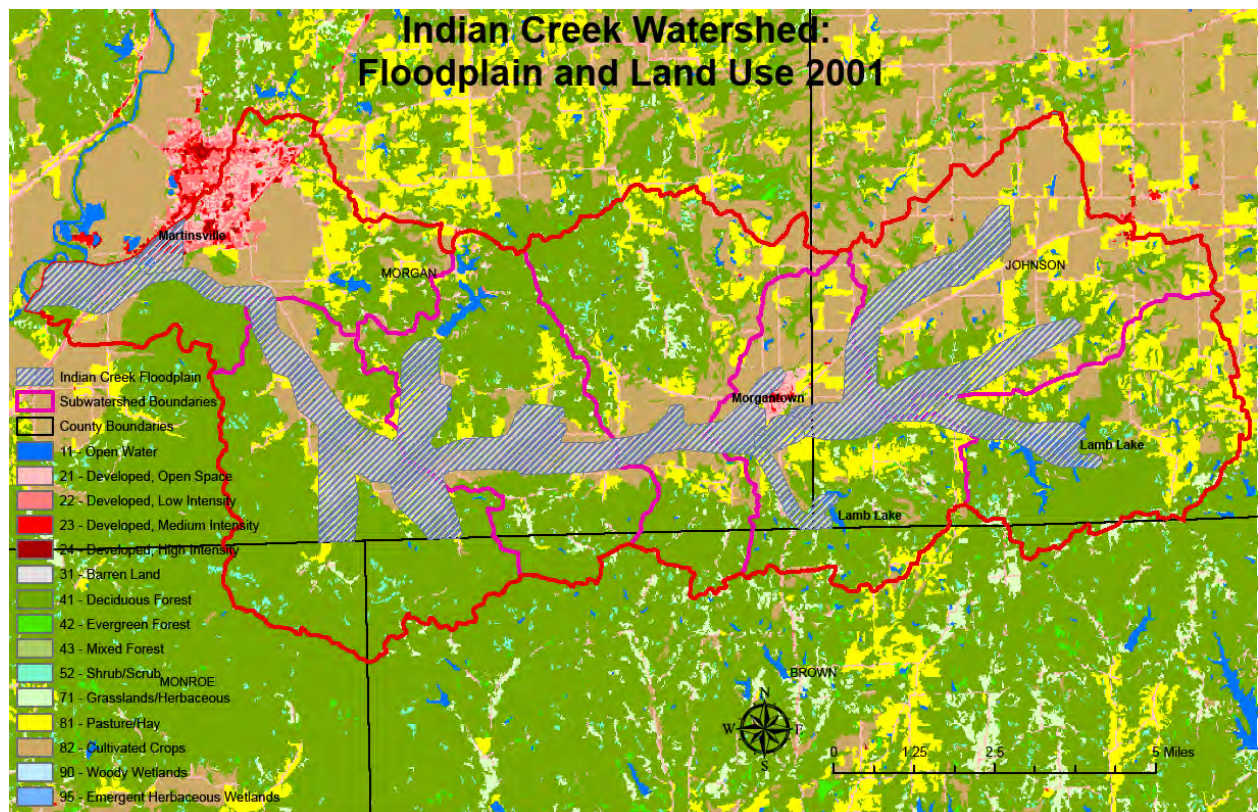 Indian Creek Watershed:
Floodplain and Land Use 2001
Martinsville
MORGAN
JOHNSON
Morgantown
Lamb Lake
Lamb Lake
Indian Creek Floodplain
Subwatershed Boundaries
County Boundaries
11 - Open Water
21 - Developed, Open Space
22 - Developed, Low Intensity
23 - Developed, Medium Intensity
24 - Developed, High Intensity
31 - Barren Land
41 - Deciduous Forest
42 - Evergreen Forest
43 - Mixed Forest
52 - Shrub/Scrub
MONROE
71 - Grasslands/Herbaceous
81 - Pasture/Hay
82 - Cultivated Crops
90 - Woody Wetlands
95 - Emergent Herbaceous Wetlands
BROWN
N
W E
S
0 1.25 2.5 5 Miles